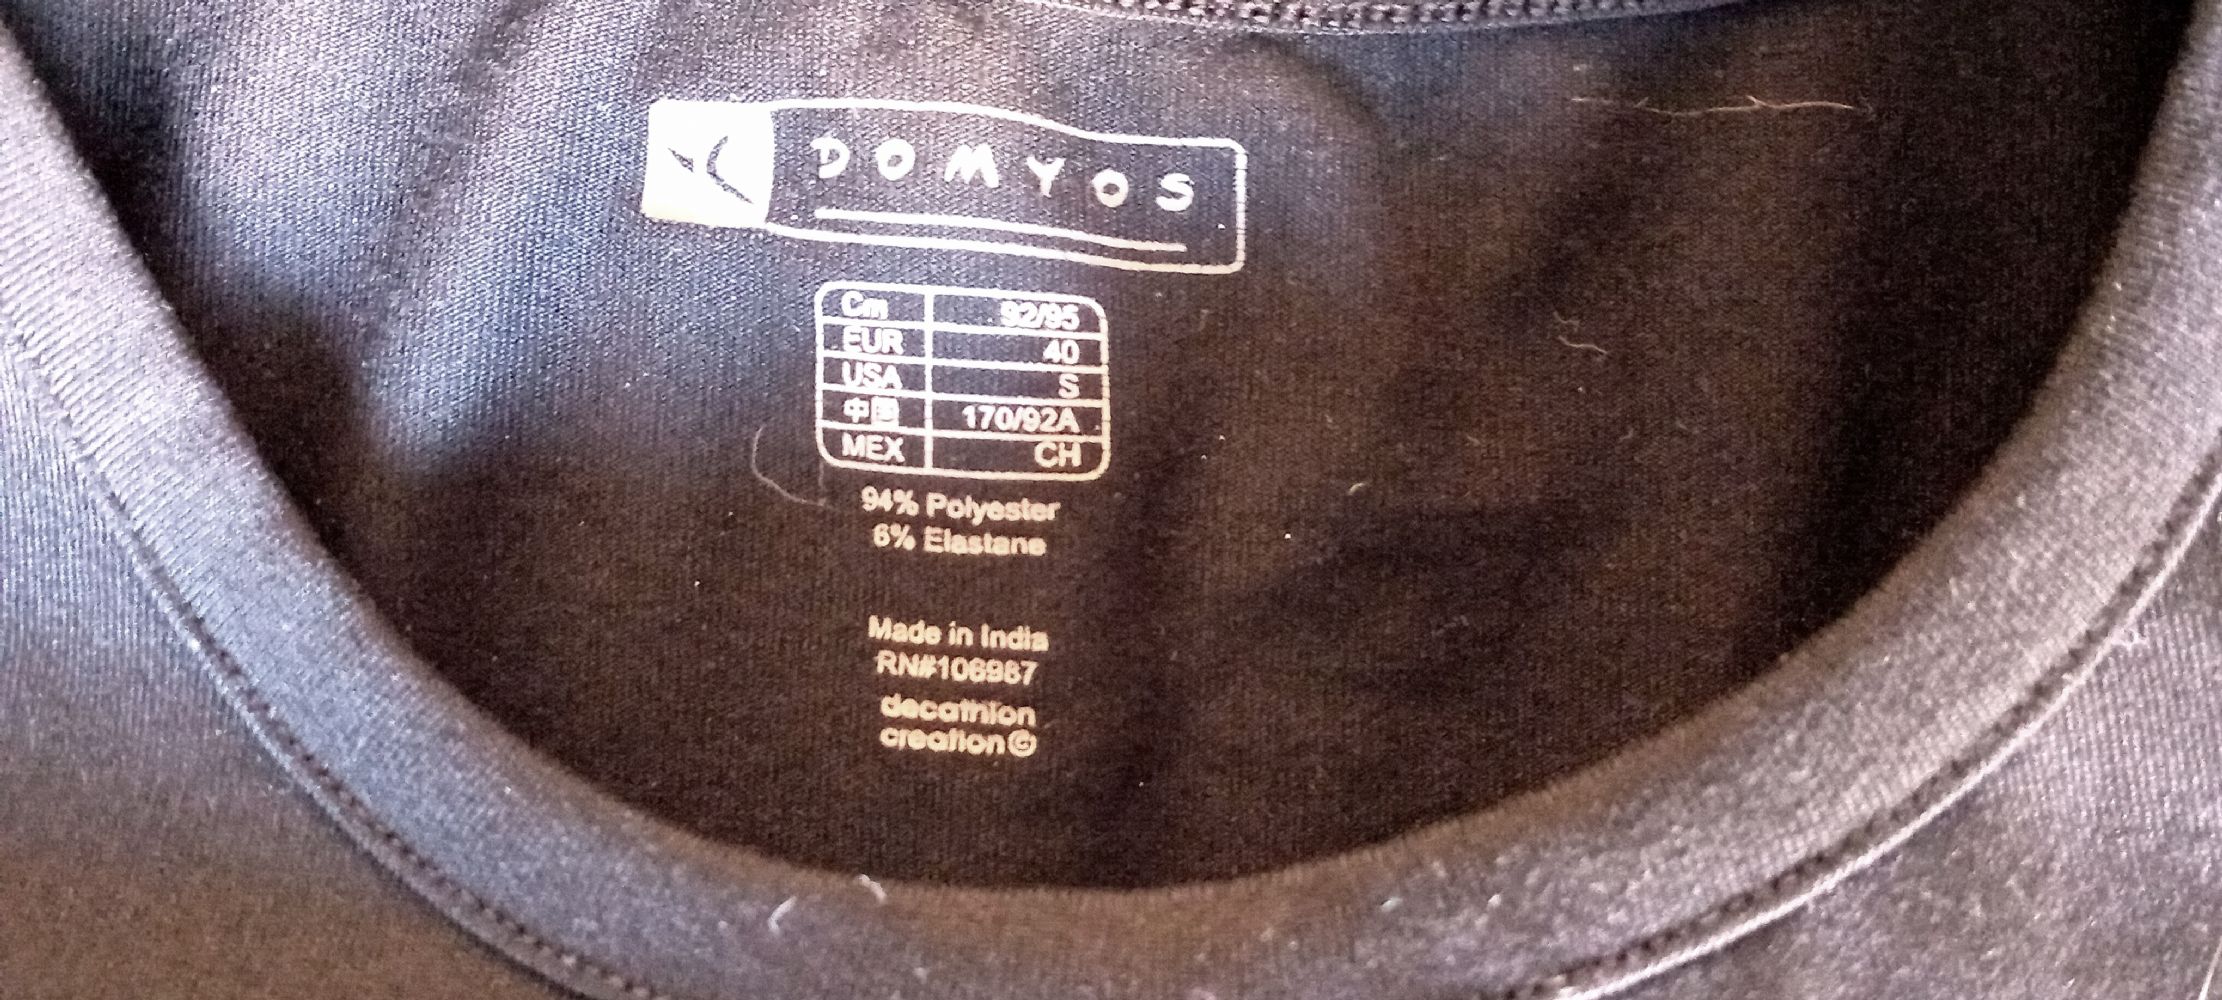 DOMYOS
Cm 92/95
EUR 40
USA S
中国 170/92A
MEX CH
94% Polyester
6% Elastane
Made in India
RN#106987
decathlon
creation©